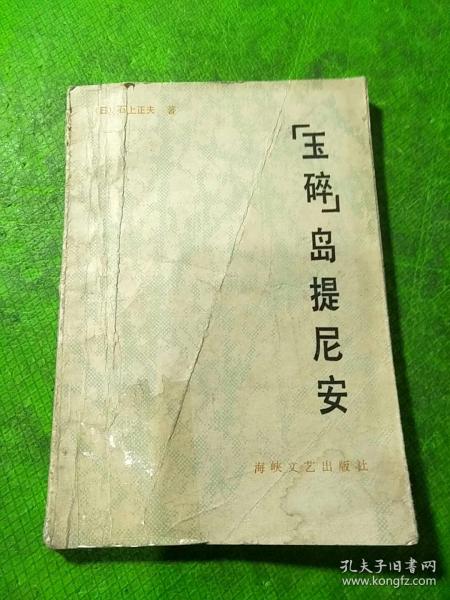 (日) 石上正夫 著
「玉碎」岛提尼安
海峡文艺出版社
孔夫子旧书网
www.kongfz.com